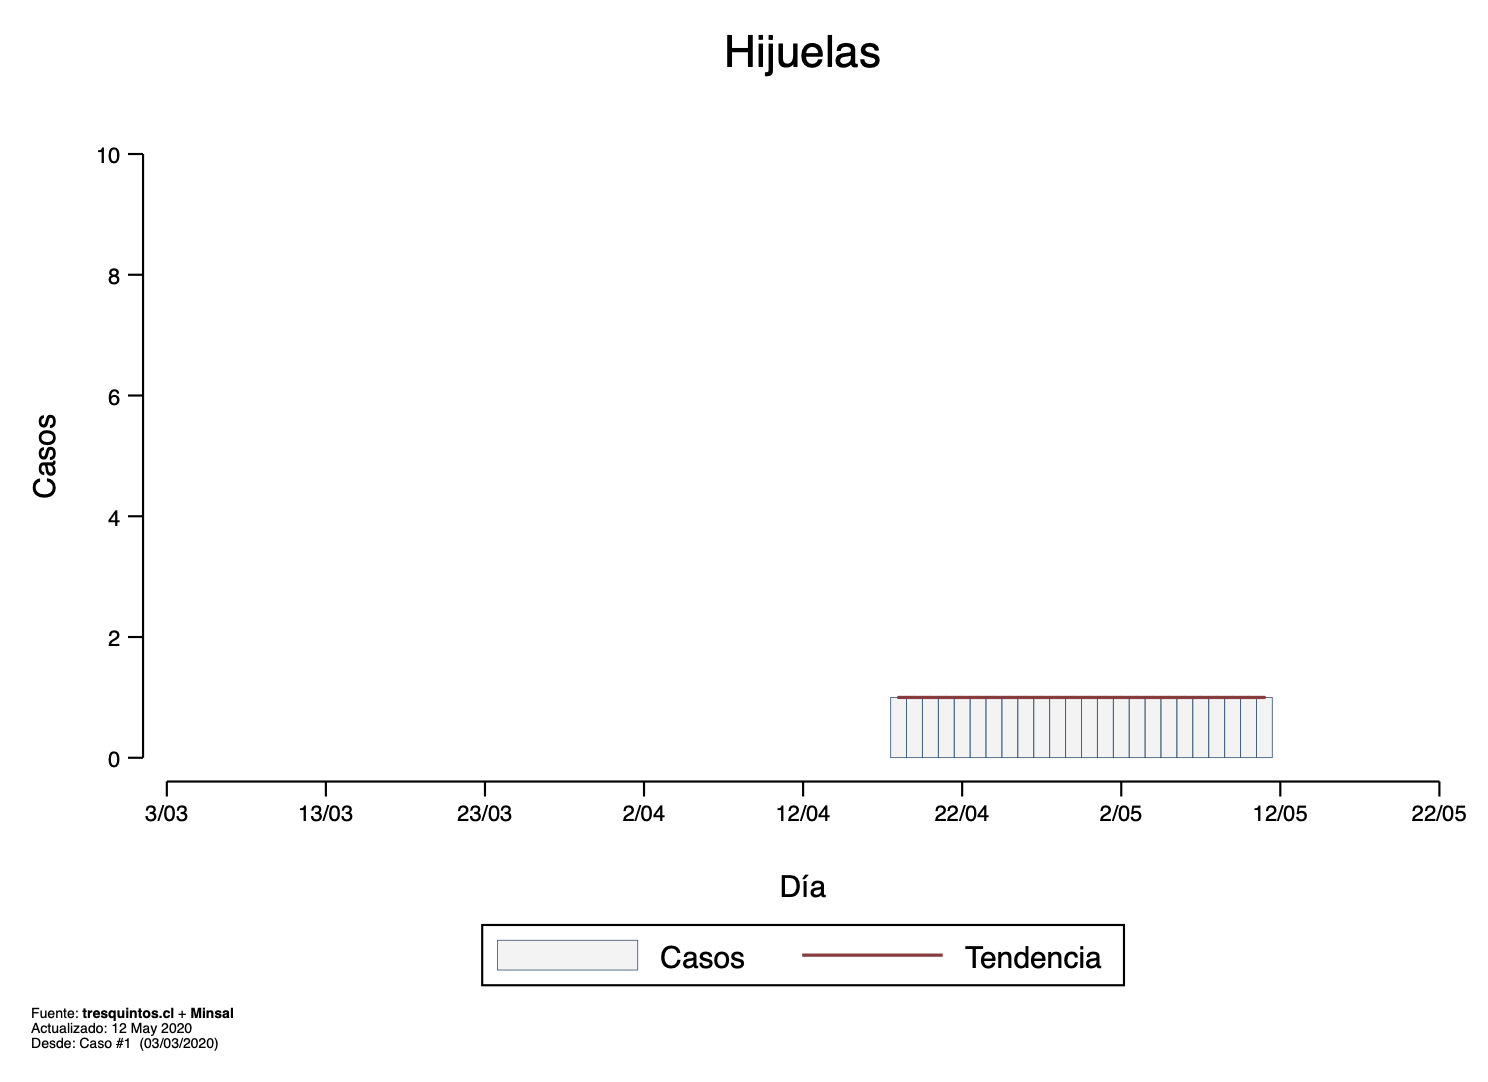 Hijuelas
10
8
6
4
2
0
Casos
3/03 13/03 23/03 2/04 12/04 22/04 2/05 12/05 22/05
Día
Casos Tendencia
Fuente: tresquintos.cl + Minsal
Actualizado: 12 May 2020
Desde: Caso #1 (03/03/2020)